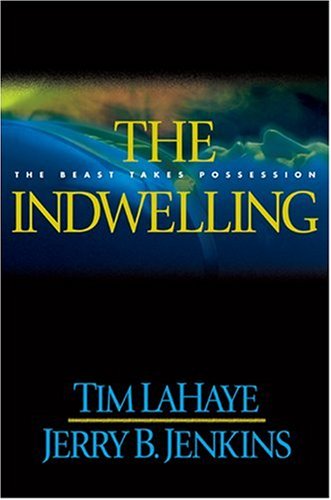 THE
THE BEAST TAKES POSSESSION
INDWELLING
TIM LAHAYE
JERRY B. JENKINS